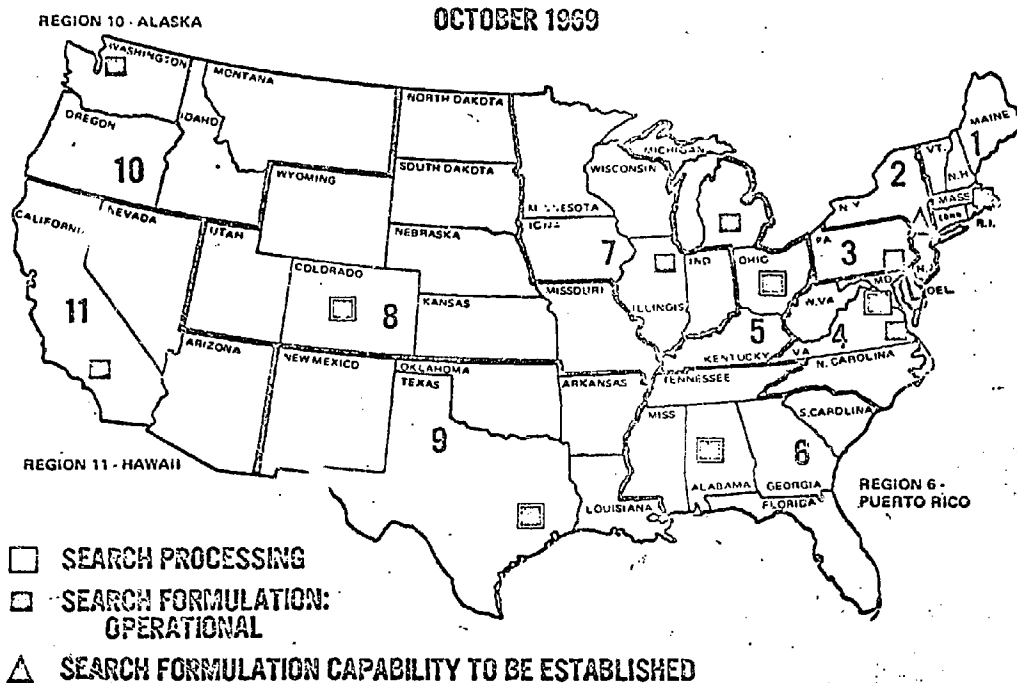 OCTOBER 1969
REGION 10 - ALASKA
WASHINGTON
MONTANA
NORTH DAKOTA
MAINE
OREGON
IDAHO
MICHIGAN
VT.
1
10
SOUTH DAKOTA
WISCONSIN
2
N.H.
WYOMING
MINNESOTA
N.Y.
MASS
CONN
R.I.
CALIFORNIA
NEVADA
UTAH
NEBRASKA
IOWA
7
IND
OHIO
PA
3
N.J.
COLORADO
8
KANSAS
MISSOURI
ILLINOIS
W.VA
MD
DEL.
11
5
KENTUCKY
VA
4
ARIZONA
NEW MEXICO
OKLAHOMA
TEXAS
ARKANSAS
TENNESSEE
N. CAROLINA
9
MISS
S.CAROLINA
6
REGION 11 - HAWAII
LOUISIANA
ALABAMA
GEORGIA
FLORIDA
REGION 6 -
PUERTO RICO
SEARCH PROCESSING
SEARCH FORMULATION:
OPERATIONAL
SEARCH FORMULATION CAPABILITY TO BE ESTABLISHED